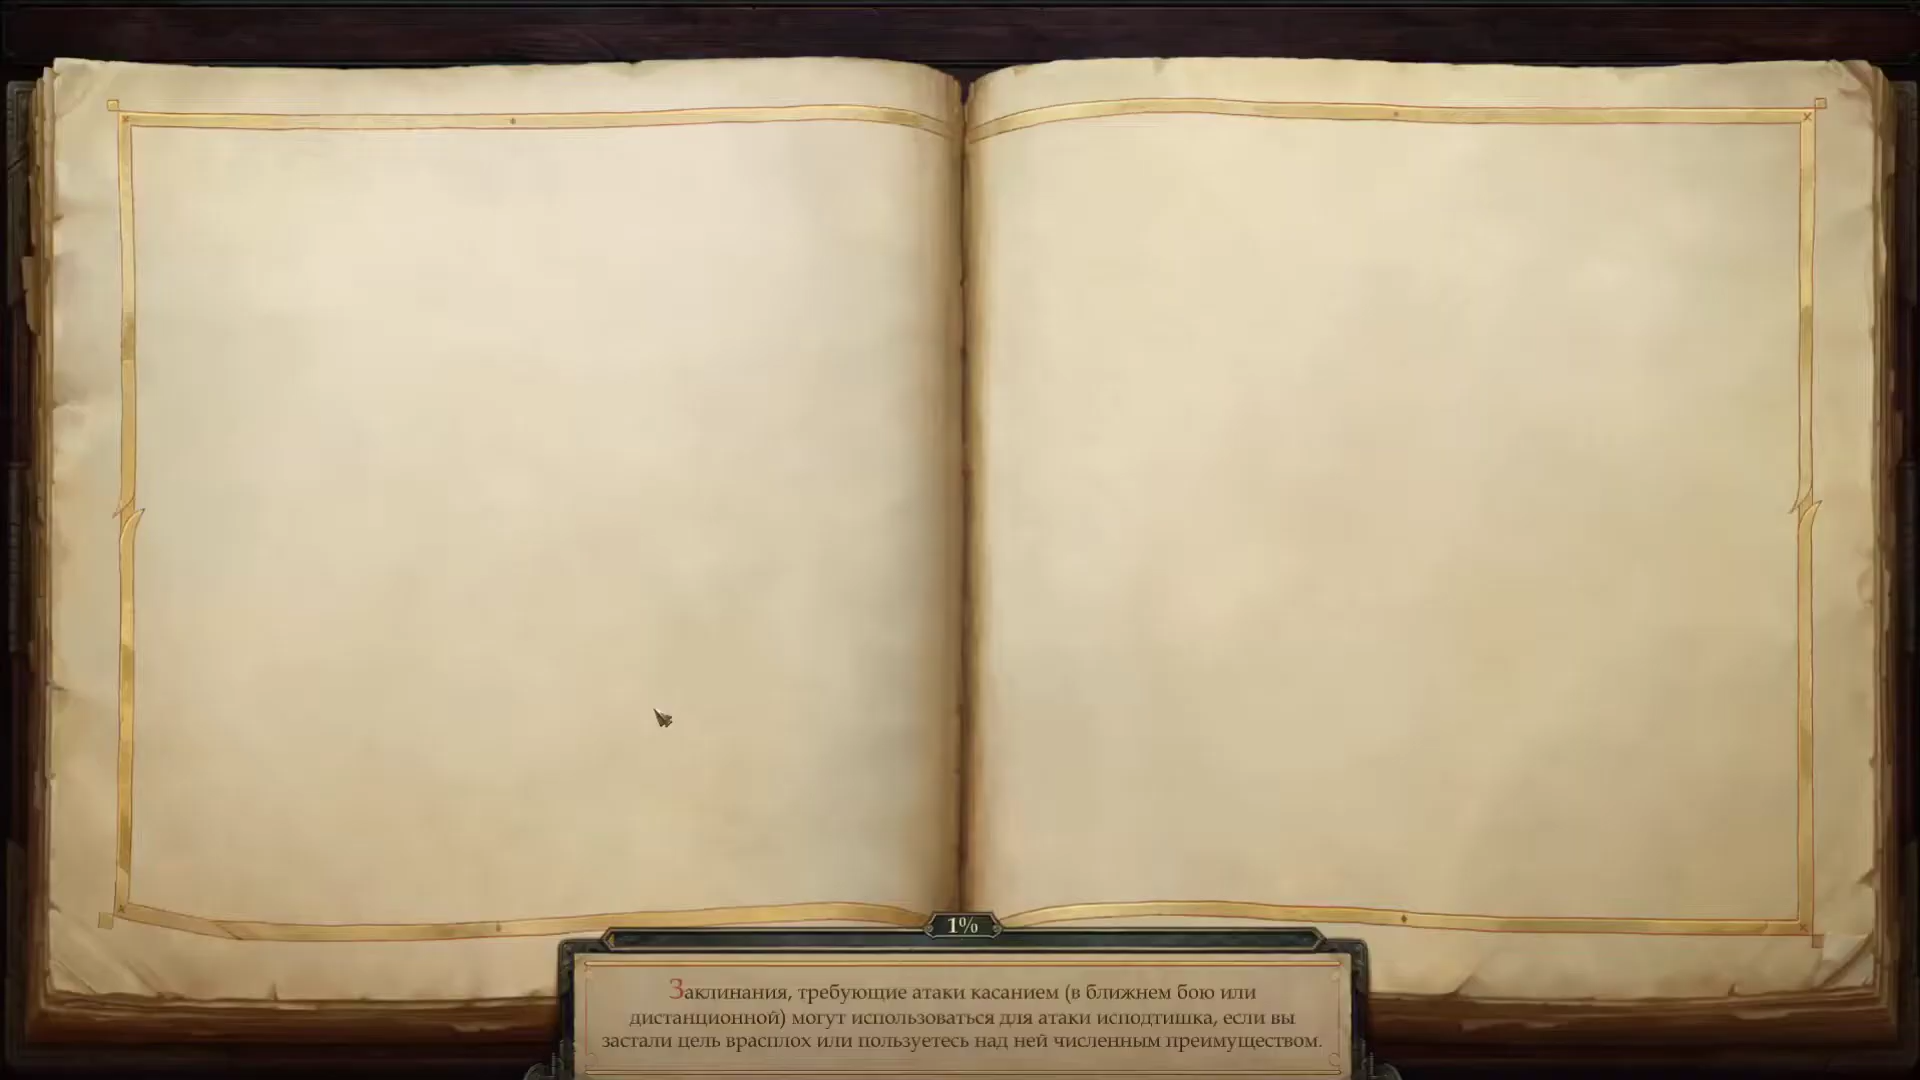 1%
Заклинания, требующие атаки касанием (в ближнем бою или
дистанционной) могут использоваться для атаки исподтишка, если вы
застали цель врасплох или пользуетесь над ней численным преимуществом.